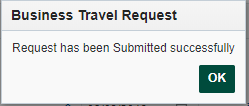 Business Travel Request
Request has been Submitted successfully
OK